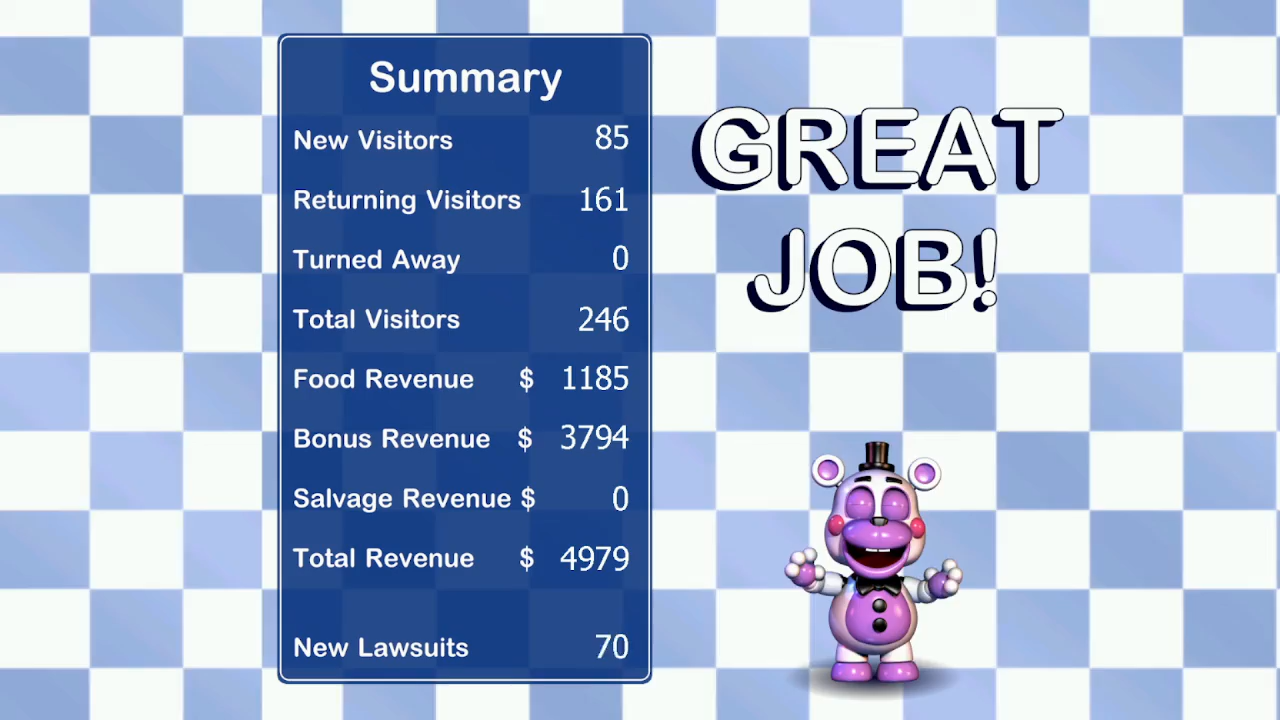 Summary
New Visitors 85
Returning Visitors 161
Turned Away 0
Total Visitors 246
Food Revenue $ 1185
Bonus Revenue $ 3794
Salvage Revenue $ 0
Total Revenue $ 4979
New Lawsuits 70
GREAT
JOB!